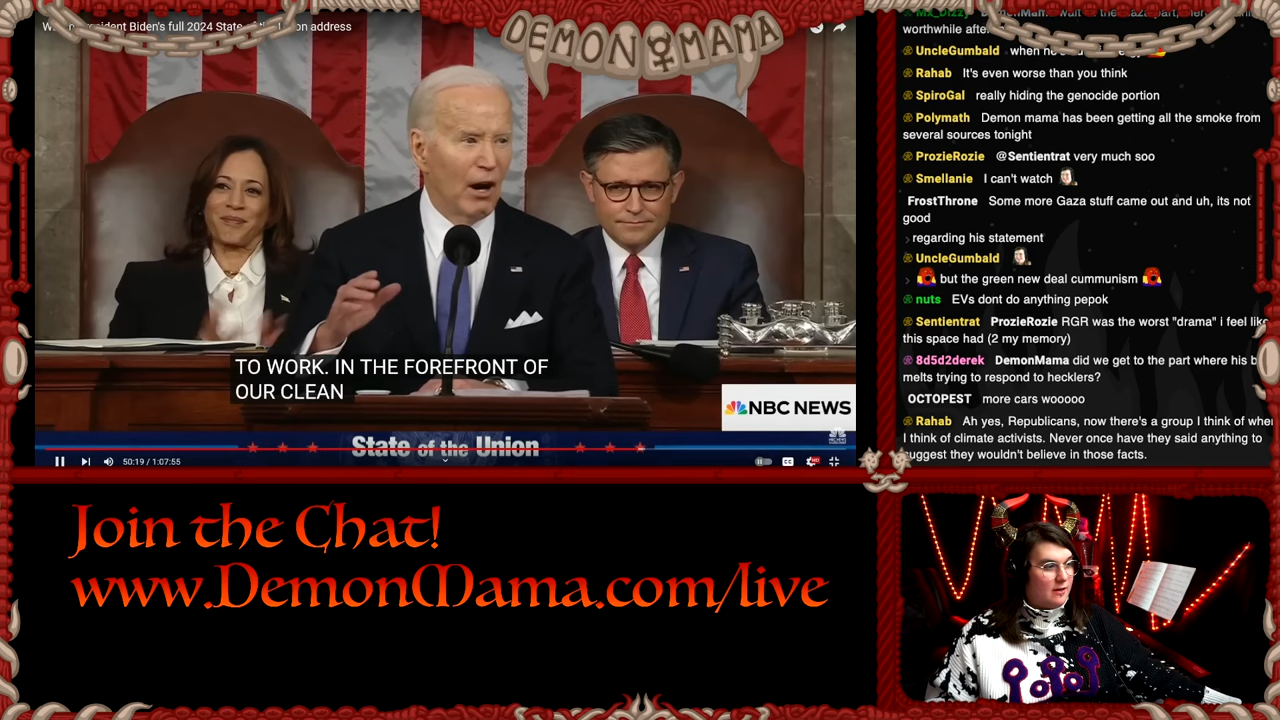 President Biden's full 2024 State of the Union address
DEMON MAMA
TO WORK. IN THE FOREFRONT OF
OUR CLEAN
NBC NEWS
State of the Union
50:19 / 1:07:55
CC
HD
worthwhile afte
UncleGumbald when he
Rahab It's even worse than you think
SpiroGal really hiding the genocide portion
Polymath Demon mama has been getting all the smoke from
several sources tonight
ProzieRozie @Sentientrat very much soo
Smellanie I can't watch
FrostThrone Some more Gaza stuff came out and uh, its not
good
regarding his statement
UncleGumbald
but the green new deal cummunism
nuts EVs dont do anything pepok
Sentientrat ProzieRozie RGR was the worst "drama" i feel like
this space had (2 my memory)
8d5d2derek DemonMama did we get to the part where his b
melts trying to respond to hecklers?
OCTOPEST more cars wooooo
Rahab Ah yes, Republicans, now there's a group I think of when
I think of climate activists. Never once have they said anything to
suggest they wouldn't believe in those facts.
Join the Chat!
www.DemonMama.com/live